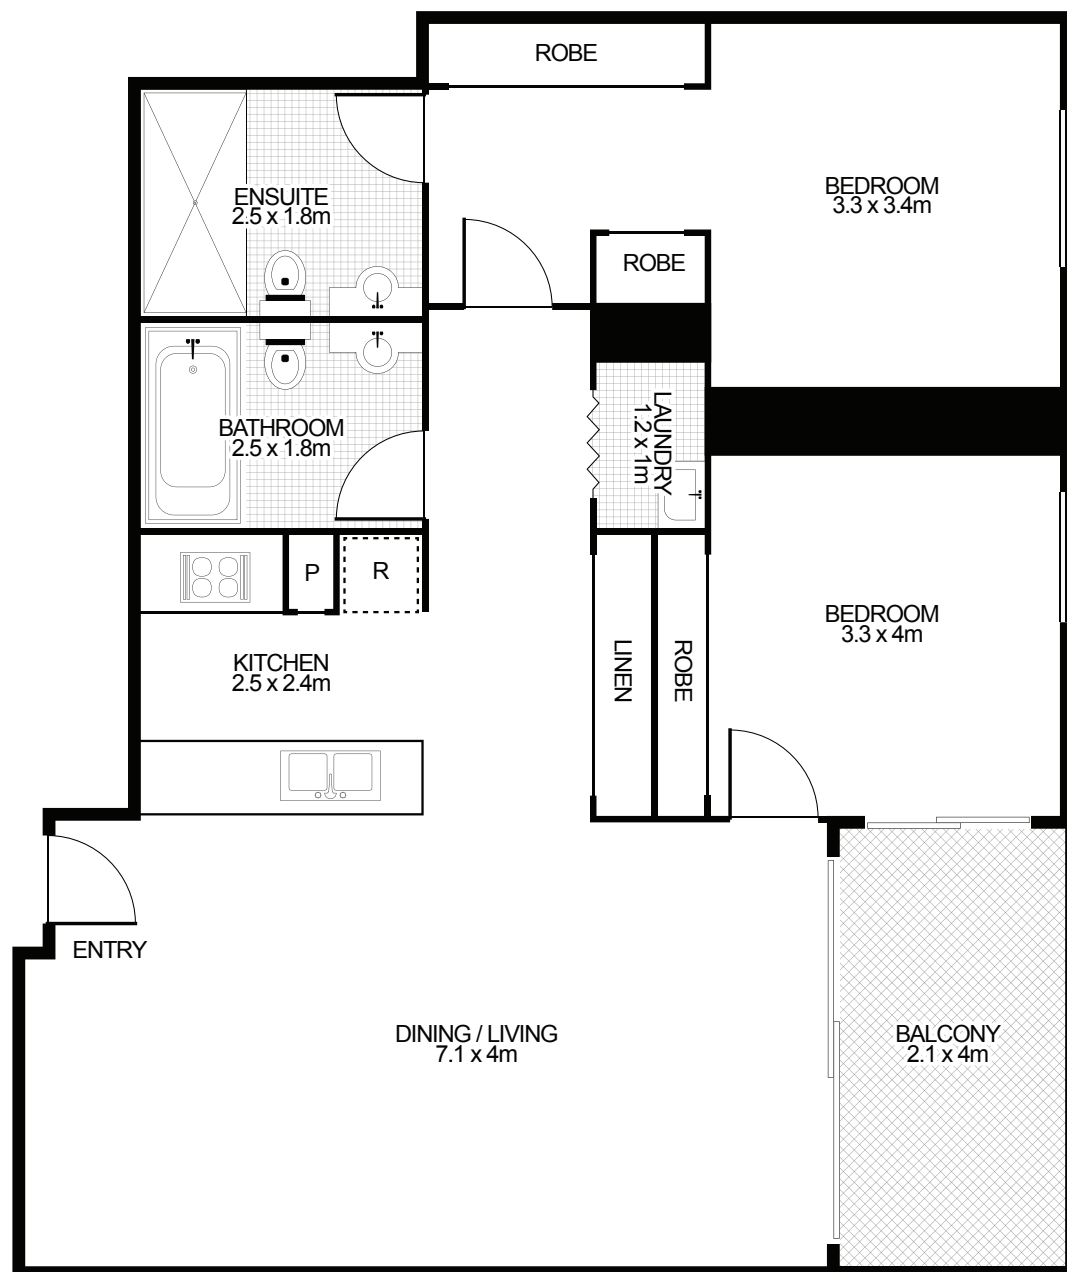 ROBE
BEDROOM
3.3 x 3.4m
ENSUITE
2.5 x 1.8m
ROBE
LAUNDRY
1.2 x 1m
BATHROOM
2.5 x 1.8m
P
R
BEDROOM
3.3 x 4m
KITCHEN
2.5 x 2.4m
LINEN
ROBE
ENTRY
DINING / LIVING
7.1 x 4m
BALCONY
2.1 x 4m